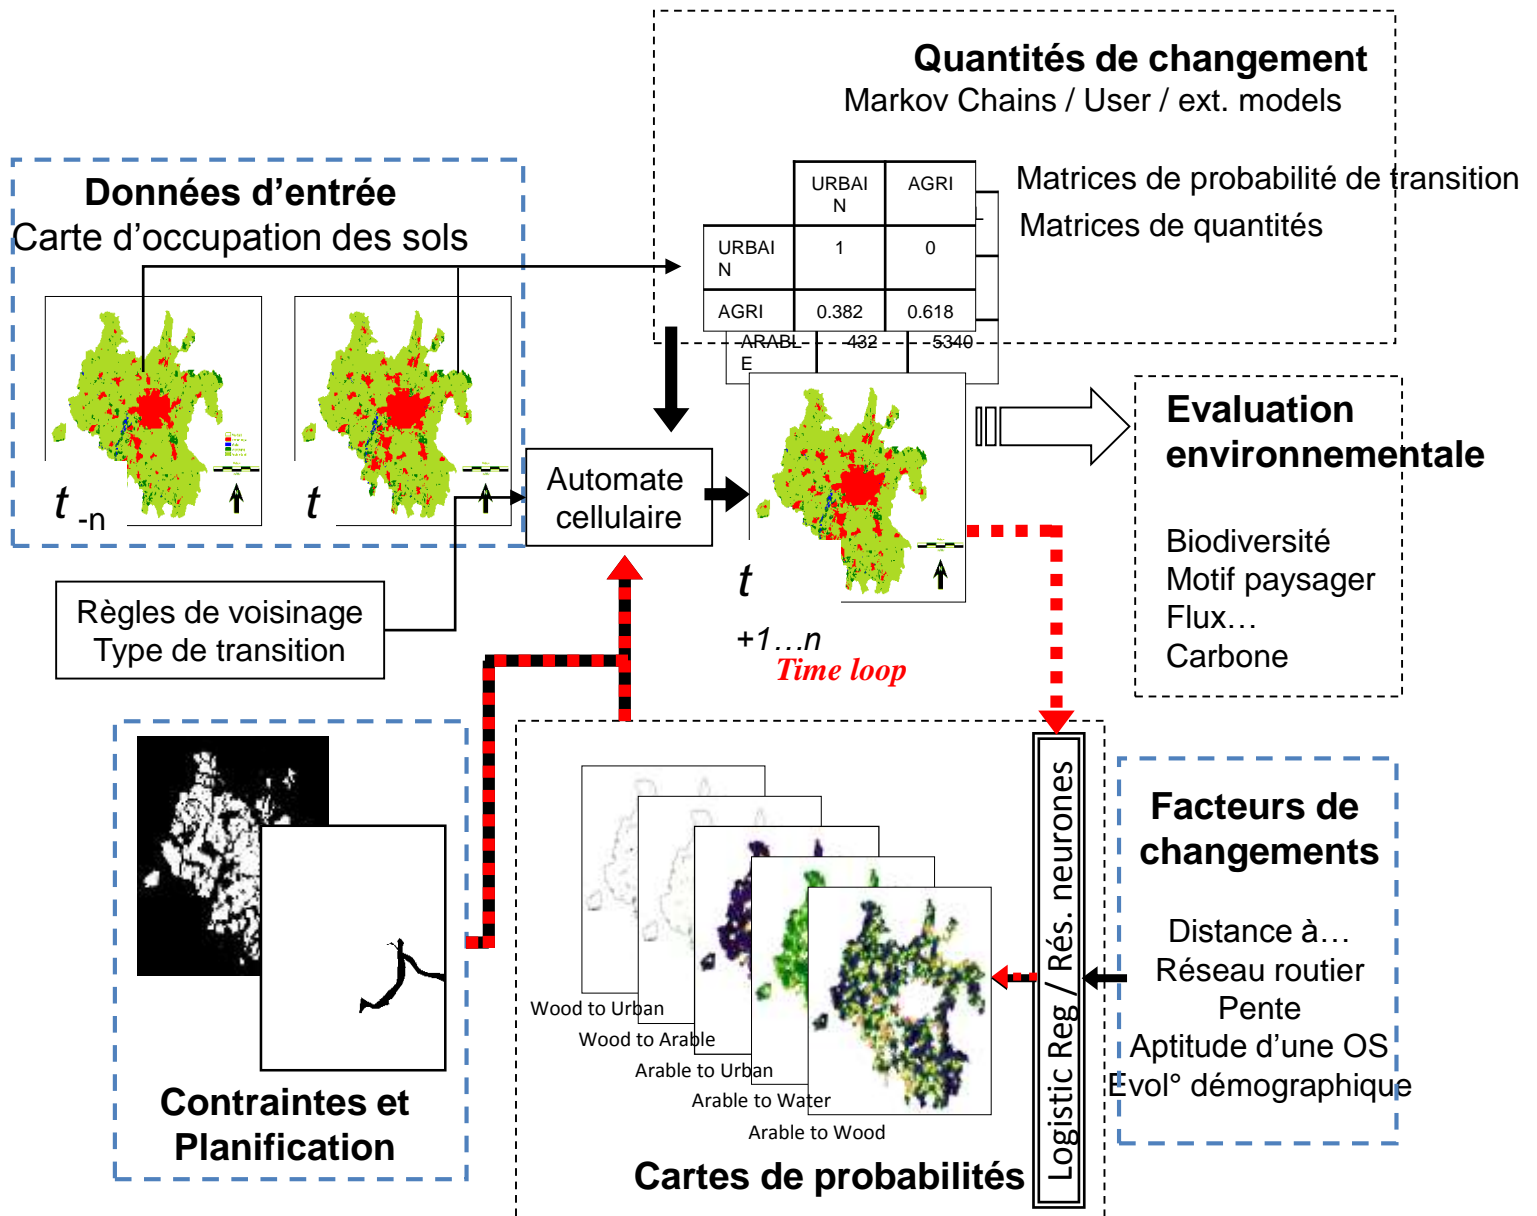 Quantités de changement
Markov Chains / User / ext. models
Matrices de probabilité de transition
Matrices de quantités
URBAI
N
AGRI
URBAI
N
1
0
AGRI
0.382
0.618
ARABL
E
432
5340
Données d'entrée
Carte d'occupation des sols
t -n
t
Automate
cellulaire
t
+1…n
Time loop
Evaluation
environnementale
Biodiversité
Motif paysager
Flux…
Carbone
Règles de voisinage
Type de transition
Contraintes et
Planification
Wood to Urban
Wood to Arable
Arable to Urban
Arable to Water
Arable to Wood
Cartes de probabilités
Logistic Reg / Rés. neurones
Facteurs de
changements
Distance à…
Réseau routier
Pente
Aptitude d'une OS
Evol° démographique